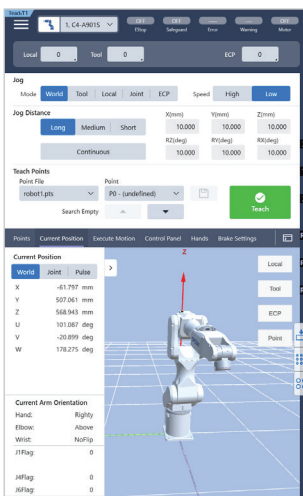 TeachT1
1, C4-A901S
OFF OFF OFF
EStop Safeguard Error Warning Motor
Local 0 Tool 0 ECP 0
Jog
Mode World Tool Local Joint ECP Speed High Low
Jog Distance X(mm) Y(mm) Z(mm)
Long Medium Short 10.000 10.000 10.000
RZ(deg) RY(deg) RX(deg)
Continuous 10.000 10.000 10.000
Teach Points
Point File Point
robot1.pts P0 - (undefined)
Search Empty Teach
Points Current Position Execute Motion Control Panel Hands Brake Settings
Current Position Z
World Joint Pulse Local
X -61.797 mm
Tool
Y 507.061 mm
Z 568.943 mm
ECP
U 101.087 deg
V -20.899 deg
Point
W 178.275 deg
Current Arm Orientation
Hand: Righty
Elbow: Above
Wrist: NoFlip
J1Flag: 0
J4Flag: 0
J6Flag: 0